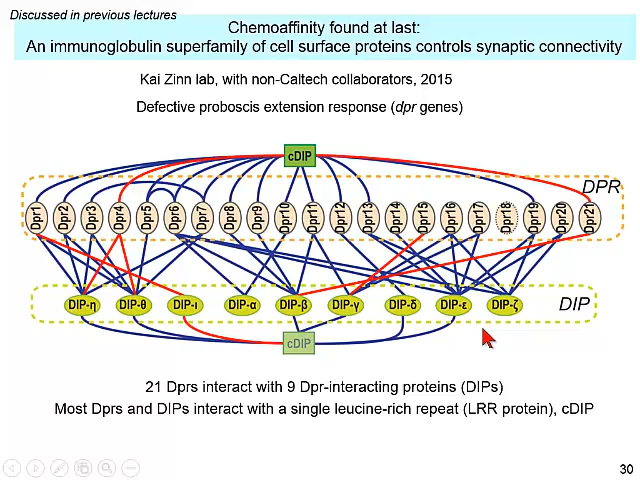 Discussed in previous lectures
Chemoaffinity found at last:
An immunoglobulin superfamily of cell surface proteins controls synaptic connectivity
Kai Zinn lab, with non-Caltech collaborators, 2015
Defective proboscis extension response (dpr genes)
cDIP
DPR
Dpr1 Dpr2 Dpr3 Dpr4 Dpr5 Dpr6 Dpr7 Dpr8 Dpr9 Dpr10 Dpr11 Dpr12 Dpr13 Dpr14 Dpr15 Dpr16 Dpr17 Dpr18 Dpr19 Dpr20 Dpr21
DIP-η DIP-θ DIP-ι DIP-α DIP-β DIP-γ DIP-δ DIP-ε DIP-ζ DIP
cDIP
21 Dprs interact with 9 Dpr-interacting proteins (DIPs)
Most Dprs and DIPs interact with a single leucine-rich repeat (LRR protein), cDIP
30